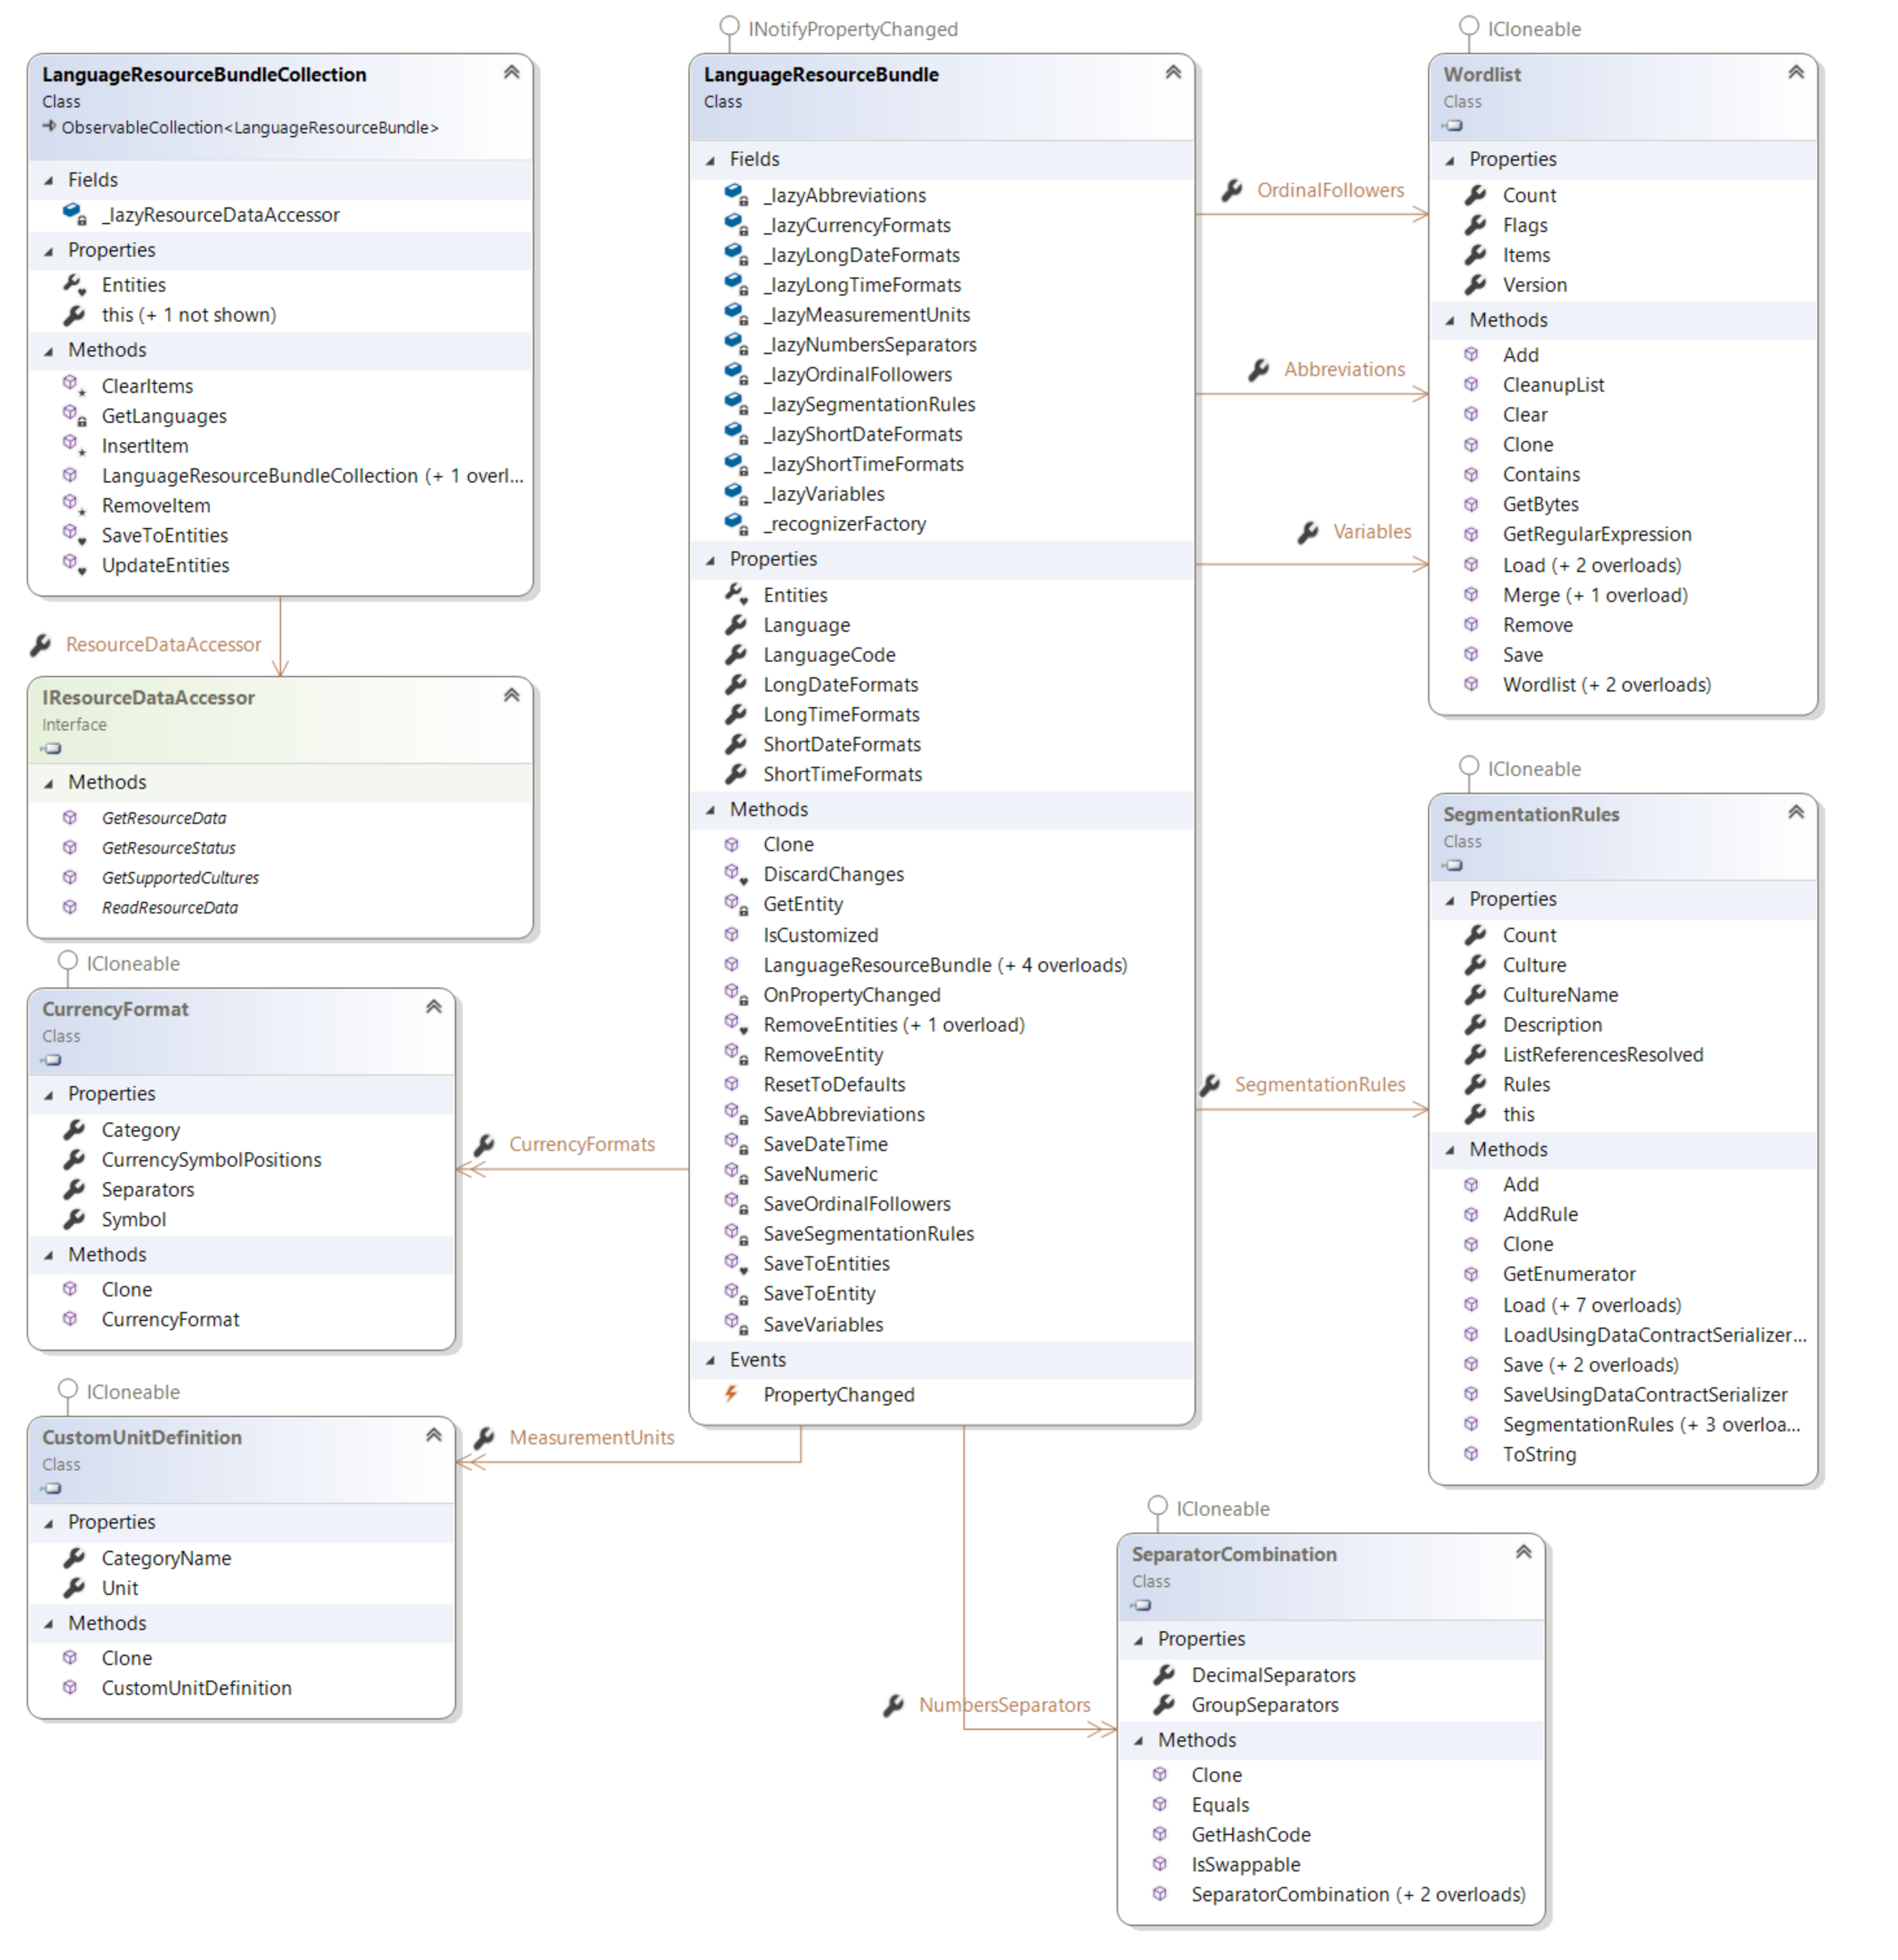 LanguageResourceBundleCollection
Class
ObservableCollection<LanguageResourceBundle>
Fields
_lazyResourceDataAccessor
Properties
Entities
this (+ 1 not shown)
Methods
ClearItems
GetLanguages
InsertItem
LanguageResourceBundleCollection (+ 1 overl...
RemoveItem
SaveToEntities
UpdateEntities
ResourceDataAccessor
IResourceDataAccessor
Interface
Methods
GetResourceData
GetResourceStatus
GetSupportedCultures
ReadResourceData
ICloneable
CurrencyFormat
Class
Properties
Category
CurrencySymbolPositions
Separators
Symbol
Methods
Clone
CurrencyFormat
ICloneable
CustomUnitDefinition
Class
Properties
CategoryName
Unit
Methods
Clone
CustomUnitDefinition
INotifyPropertyChanged
LanguageResourceBundle
Class
Fields
_lazyAbbreviations
_lazyCurrencyFormats
_lazyLongDateFormats
_lazyLongTimeFormats
_lazyMeasurementUnits
_lazyNumbersSeparators
_lazyOrdinalFollowers
_lazySegmentationRules
_lazyShortDateFormats
_lazyShortTimeFormats
_lazyVariables
_recognizerFactory
Properties
Entities
Language
LanguageCode
LongDateFormats
LongTimeFormats
ShortDateFormats
ShortTimeFormats
Methods
Clone
DiscardChanges
GetEntity
IsCustomized
LanguageResourceBundle (+ 4 overloads)
OnPropertyChanged
RemoveEntities (+ 1 overload)
RemoveEntity
ResetToDefaults
SaveAbbreviations
SaveDateTime
SaveNumeric
SaveOrdinalFollowers
SaveSegmentationRules
SaveToEntities
SaveToEntity
SaveVariables
Events
PropertyChanged
CurrencyFormats
MeasurementUnits
NumbersSeparators
OrdinalFollowers
Abbreviations
Variables
SegmentationRules
ICloneable
Wordlist
Class
Properties
Count
Flags
Items
Version
Methods
Add
CleanupList
Clear
Clone
Contains
GetBytes
GetRegularExpression
Load (+ 2 overloads)
Merge (+ 1 overload)
Remove
Save
Wordlist (+ 2 overloads)
ICloneable
SegmentationRules
Class
Properties
Count
Culture
CultureName
Description
ListReferencesResolved
Rules
this
Methods
Add
AddRule
Clone
GetEnumerator
Load (+ 7 overloads)
LoadUsingDataContractSerializer...
Save (+ 2 overloads)
SaveUsingDataContractSerializer
SegmentationRules (+ 3 overloa...
ToString
ICloneable
SeparatorCombination
Class
Properties
DecimalSeparators
GroupSeparators
Methods
Clone
Equals
GetHashCode
IsSwappable
SeparatorCombination (+ 2 overloads)